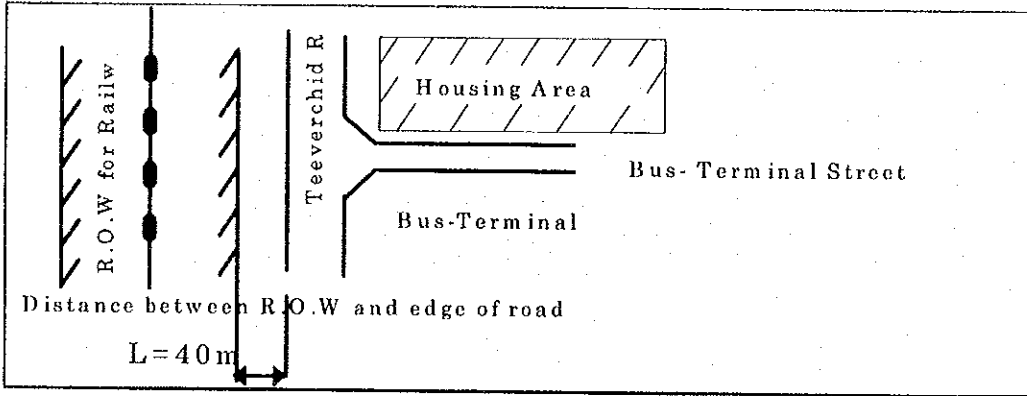 R.O.W for Railw
Teeverchid R
Housing Area
Bus-Terminal Street
Bus-Terminal
Distance between R.O.W and edge of road
L=40m